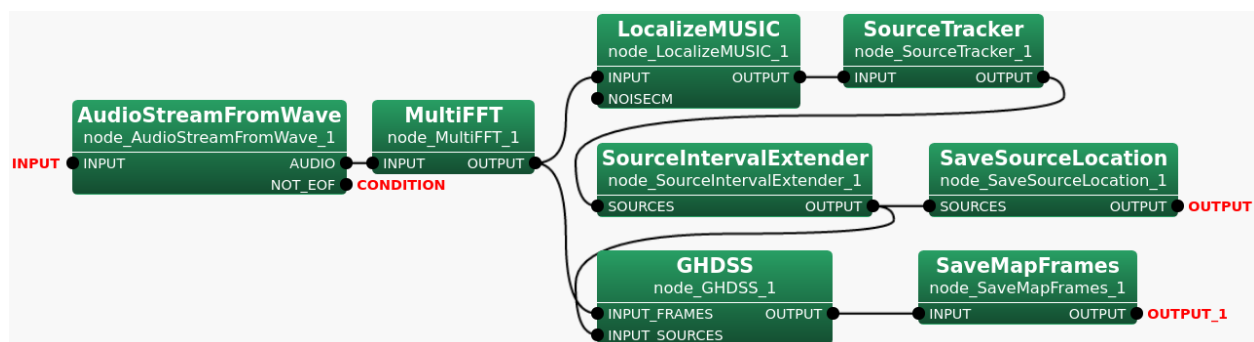 LocalizeMUSIC
node_LocalizeMUSIC_1
INPUT OUTPUT
NOISECM
SourceTracker
node_SourceTracker_1
INPUT OUTPUT
AudioStreamFromWave
node_AudioStreamFromWave_1
INPUT INPUT AUDIO
NOT_EOF CONDITION
MultiFFT
node_MultiFFT_1
INPUT OUTPUT
SourceIntervalExtender
node_SourceIntervalExtender_1
SOURCES OUTPUT
SaveSourceLocation
node_SaveSourceLocation_1
SOURCES OUTPUT OUTPUT
GHDSS
node_GHDSS_1
INPUT_FRAMES OUTPUT
INPUT_SOURCES
SaveMapFrames
node_SaveMapFrames_1
INPUT OUTPUT OUTPUT_1